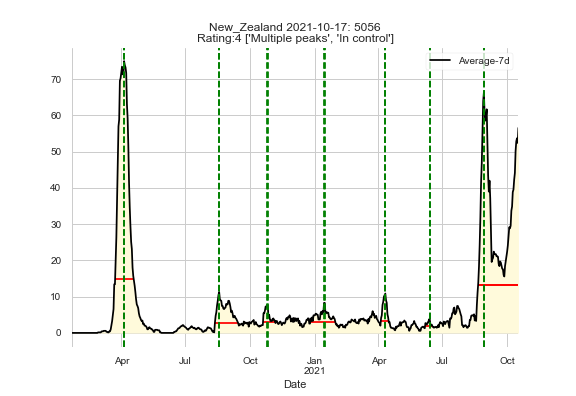 New_Zealand 2021-10-17: 5056
Rating:4 ['Multiple peaks', 'In control']
Average-7d
70
60
50
40
30
20
10
0
Apr Jul Oct Jan Apr Jul Oct
2021
Date